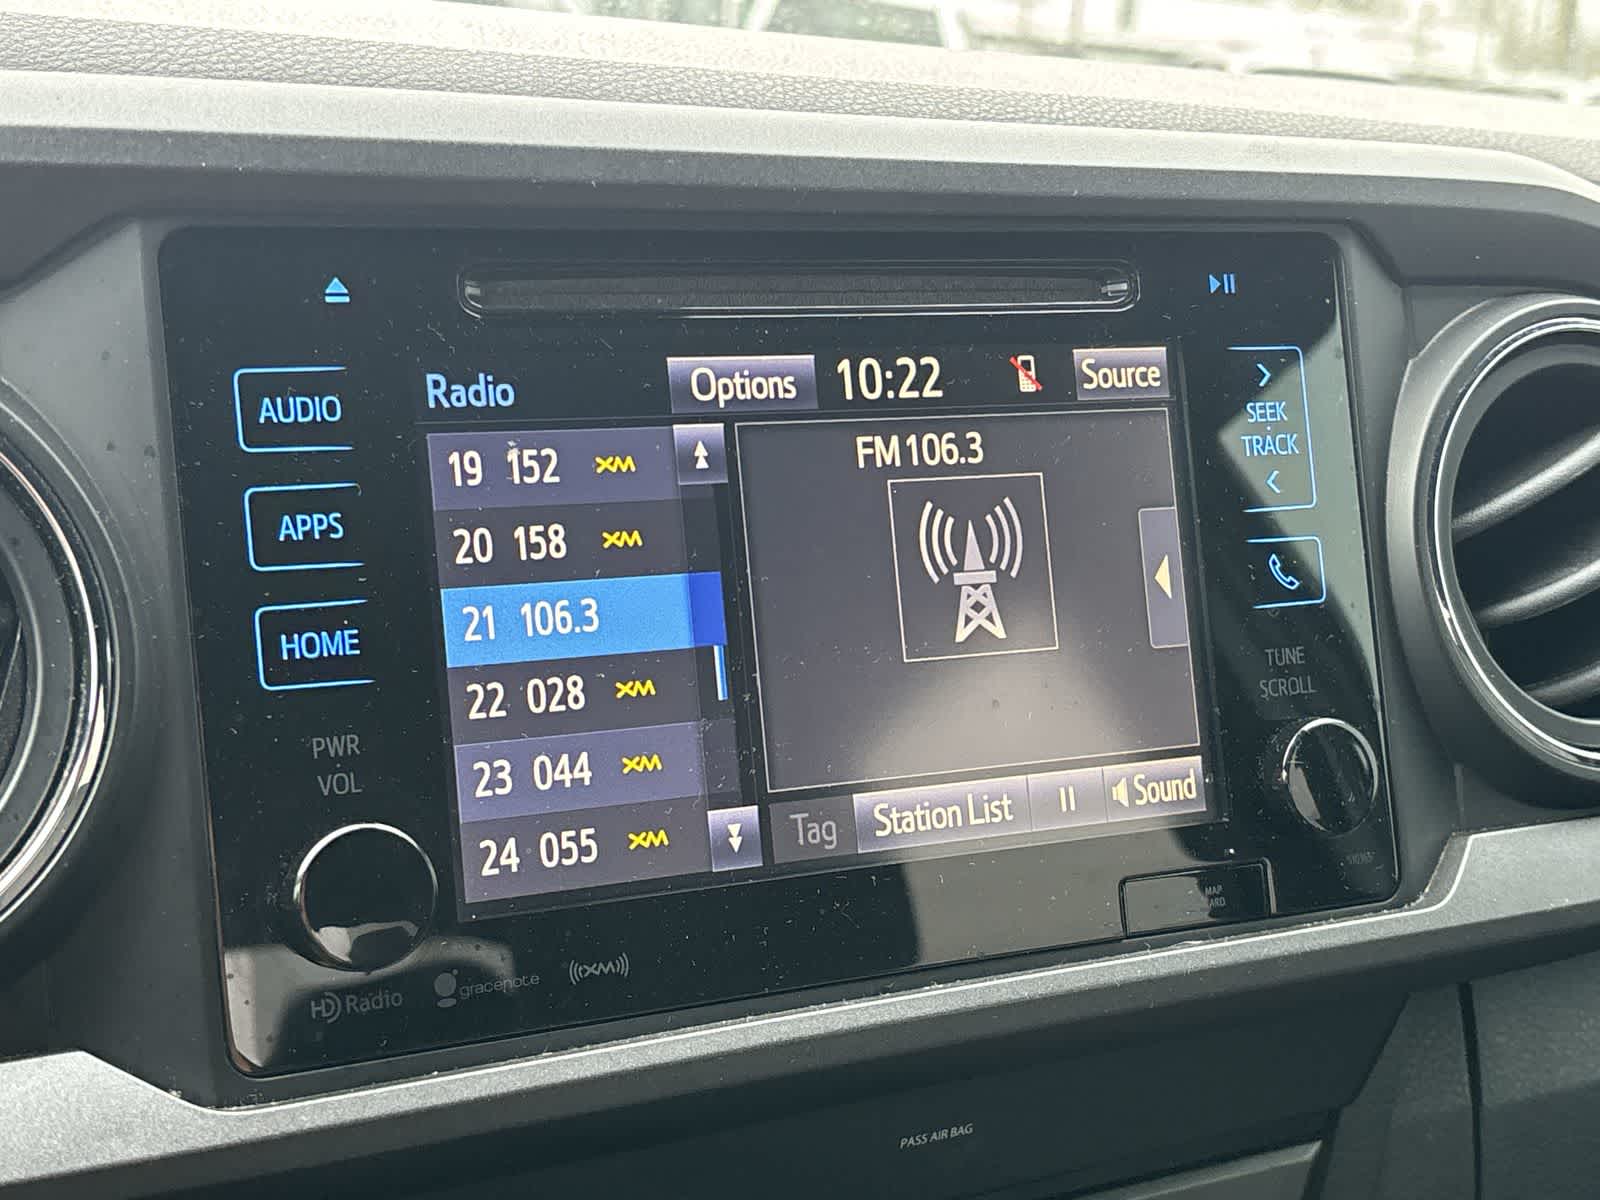 AUDIO
APPS
HOME
PWR
VOL
Radio
Options
10:22
Source
19 152 XM
20 158 XM
21 106.3
22 028 XM
23 044 XM
24 055 XM
FM 106.3
Tag
Station List
Sound
SEEK
TRACK
TUNE
SCROLL
MAP
HD Radio
gracenote
((XM))
PASS AIR BAG